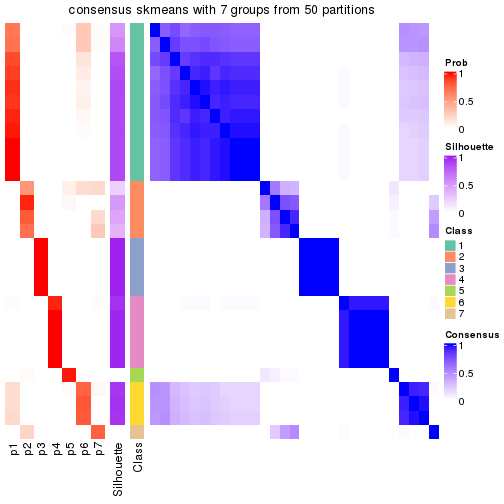 consensus skmeans with 7 groups from 50 partitions
Prob
1
0.5
0
Silhouette
1
0.5
0
Class
1
2
3
4
5
6
7
Consensus
1
0.5
0
p1
p2
p3
p4
p5
p6
p7
Silhouette
Class